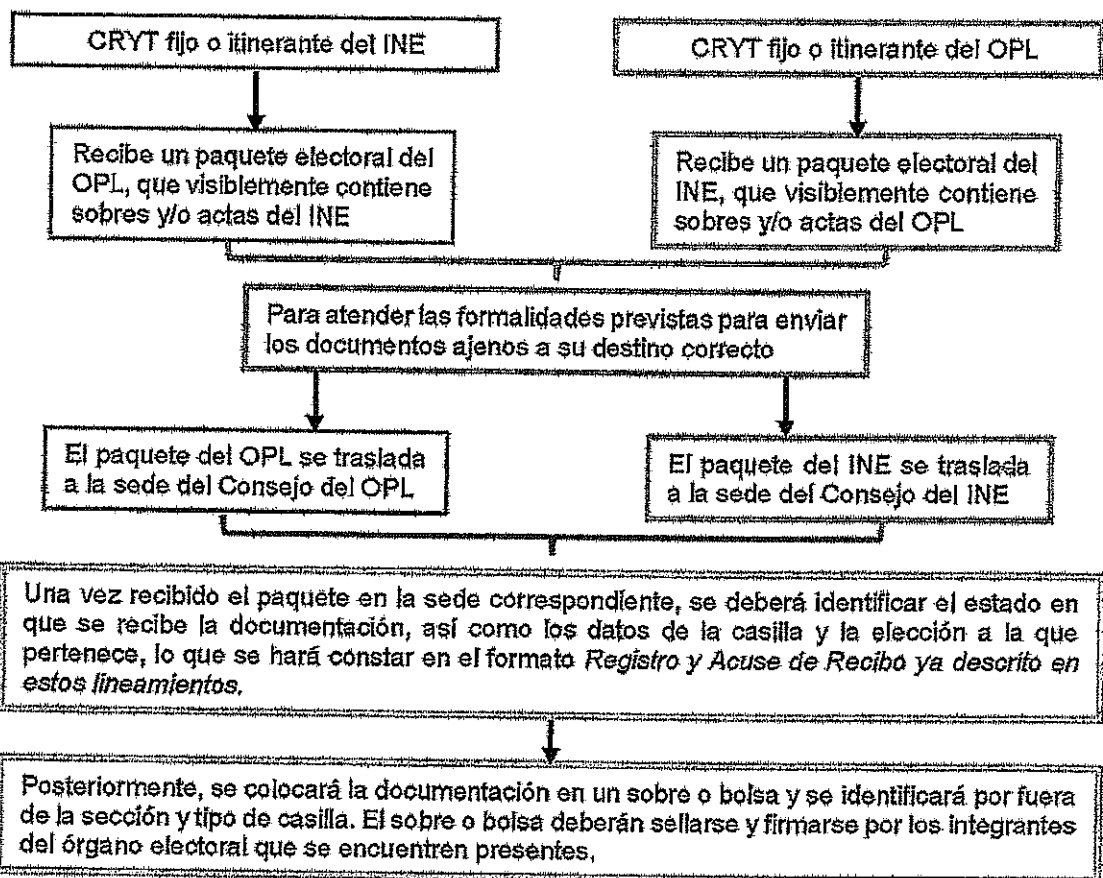 CRYT fijo o itinerante del INE
CRYT fijo o itinerante del OPL
Recibe un paquete electoral del
OPL, que visiblemente contiene
sobres y/o actas del INE
Recibe un paquete electoral del
INE, que visiblemente contiene
sobres y/o actas del OPL
Para atender las formalidades previstas para enviar
los documentos ajenos a su destino correcto
El paquete del OPL se traslada
a la sede del Consejo del OPL
El paquete del INE se traslada
a la sede del Consejo del INE
Una vez recibido el paquete en la sede correspondiente, se deberá identificar el estado en
que se recibe la documentación, así como los datos de la casilla y la elección a la que
pertenece, lo que se hará constar en el formato Registro y Acuse de Recibo ya descrito en
estos lineamientos.
Posteriormente, se colocará la documentación en un sobre o bolsa y se identificará por fuera
de la sección y tipo de casilla. El sobre o bolsa deberán sellarse y firmarse por los integrantes
del órgano electoral que se encuentren presentes.